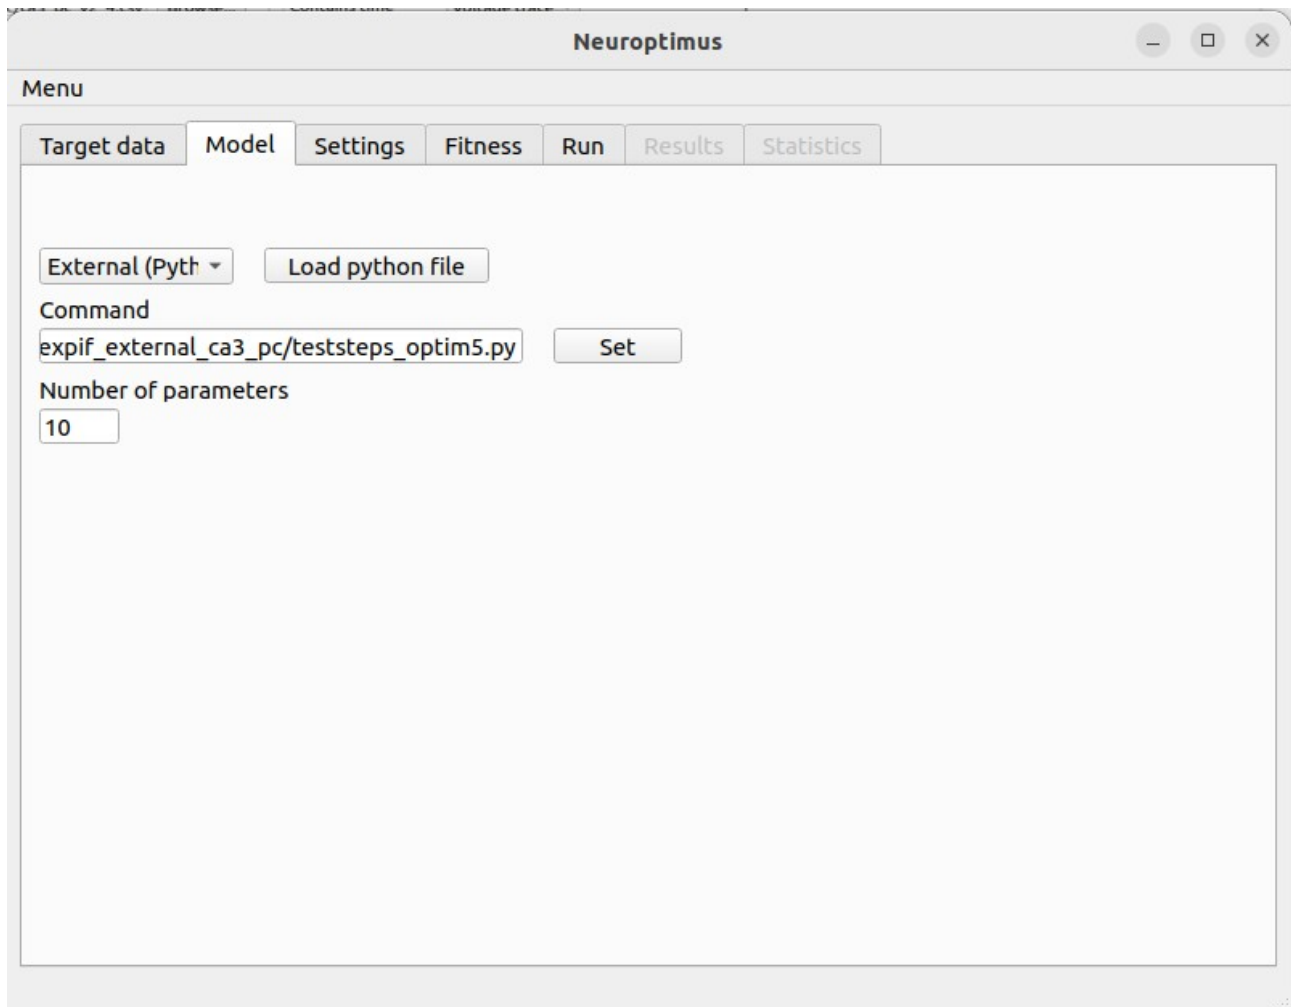 Neuroptimus
Menu
Target data Model Settings Fitness Run Results Statistics
External (Pyth Load python file
Command
expif_external_ca3_pc/teststeps_optim5.py Set
Number of parameters
10